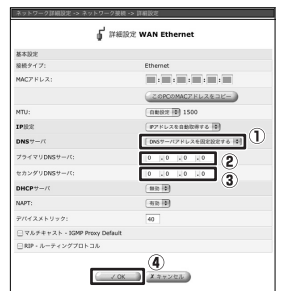 ネットワーク詳細設定 -> ネットワーク接続 -> 詳細設定
詳細設定 WAN Ethernet
基本設定
接続タイプ: Ethernet
MACアドレス: : : : : :
このPCのMACアドレスをコピー
MTU: 自動設定 1500
IP設定 IPアドレスを自動取得する
DNSサーバ DNSサーバアドレスを固定設定する ①
プライマリDNSサーバ: 0 .0 .0 .0 ②
セカンダリDNSサーバ: 0 .0 .0 .0 ③
DHCPサーバ 無効
NAPT: 有効
デバイスメトリック: 40
マルチキャスト - IGMP Proxy Default
RIP - ルーティングプロトコル
④
✓ OK ✗ キャンセル